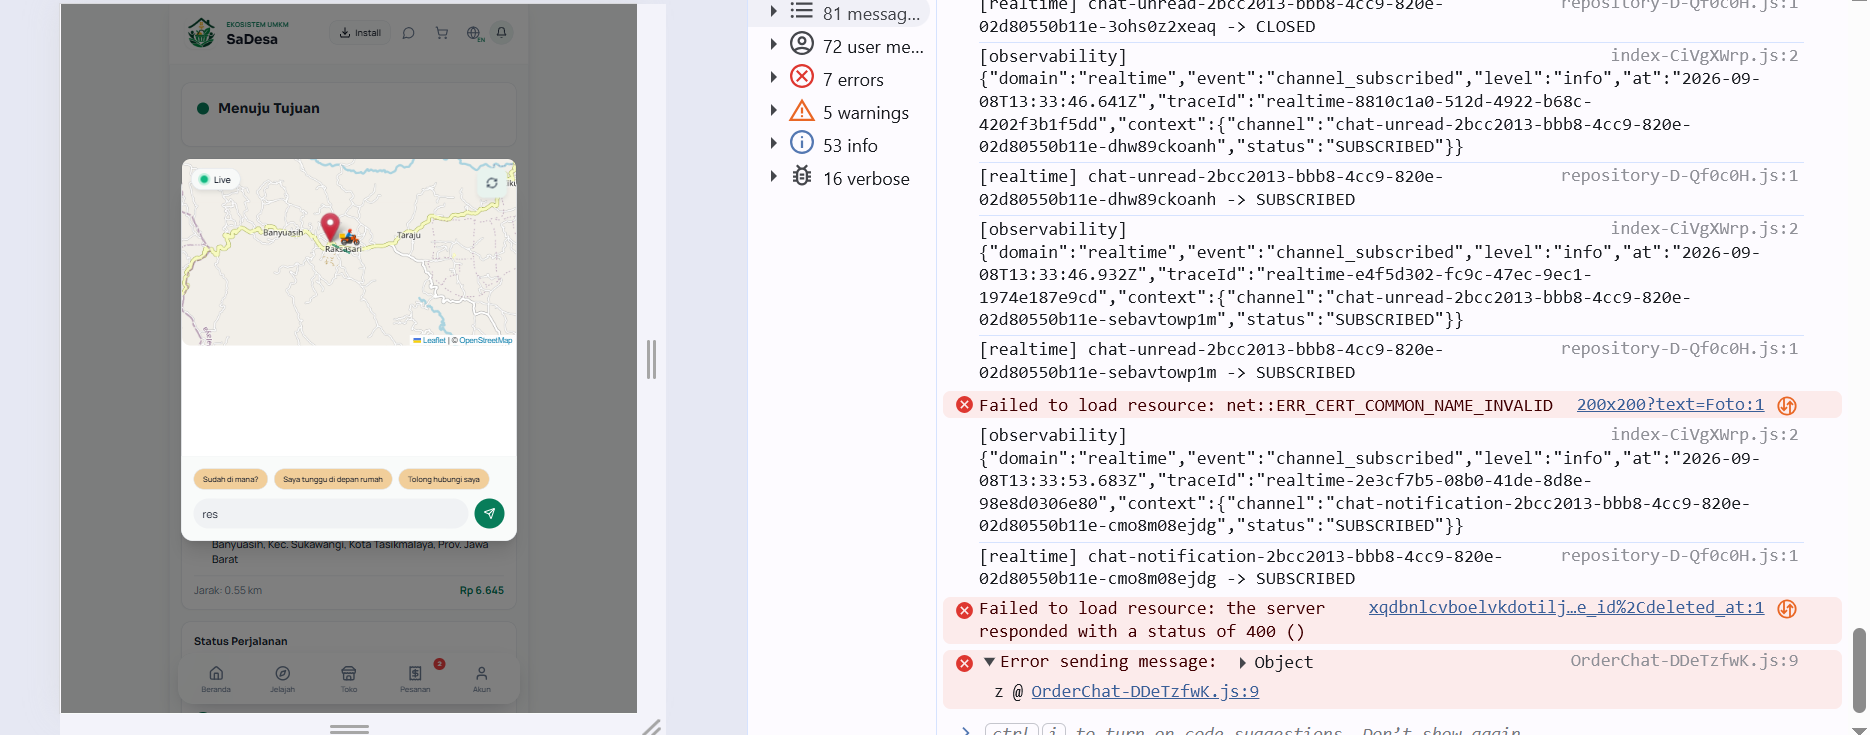 EKOSISTEM UMKM
SaDesa
Install
EN
Menuju Tujuan
Live
Banyuasih
Taraju
Raksasari
Leaflet | © OpenStreetMap
Sudah di mana?
Saya tunggu di depan rumah
Tolong hubungi saya
res
Banyuasih, Kec. Sukawangi, Kota Tasikmalaya, Prov. Jawa
Barat
Jarak: 0.55 km
Rp 6.645
Status Perjalanan
2
Beranda
Jelajah
Toko
Pesanan
Akun
81 messag...
72 user me...
7 errors
5 warnings
53 info
16 verbose
[realtime] chat-unread-2bcc2013-bbb8-4cc9-820e-
repository-D-Qf0c0H.js:1
02d80550b11e-3ohs0z2xeaq -> CLOSED
[observability]
index-CiVgXWrp.js:2
{"domain":"realtime","event":"channel_subscribed","level":"info","at":"2026-09-
08T13:33:46.641Z","traceId":"realtime-8810c1a0-512d-4922-b68c-
4202f3b1f5dd","context":{"channel":"chat-unread-2bcc2013-bbb8-4cc9-820e-
02d80550b11e-dhw89ckoanh","status":"SUBSCRIBED"}}
[realtime] chat-unread-2bcc2013-bbb8-4cc9-820e-
repository-D-Qf0c0H.js:1
02d80550b11e-dhw89ckoanh -> SUBSCRIBED
[observability]
index-CiVgXWrp.js:2
{"domain":"realtime","event":"channel_subscribed","level":"info","at":"2026-09-
08T13:33:46.932Z","traceId":"realtime-e4f5d302-fc9c-47ec-9ec1-
1974e187e9cd","context":{"channel":"chat-unread-2bcc2013-bbb8-4cc9-820e-
02d80550b11e-sebavtowp1m","status":"SUBSCRIBED"}}
[realtime] chat-unread-2bcc2013-bbb8-4cc9-820e-
repository-D-Qf0c0H.js:1
02d80550b11e-sebavtowp1m -> SUBSCRIBED
Failed to load resource: net::ERR_CERT_COMMON_NAME_INVALID
200x200?text=Foto:1
[observability]
index-CiVgXWrp.js:2
{"domain":"realtime","event":"channel_subscribed","level":"info","at":"2026-09-
08T13:33:53.683Z","traceId":"realtime-2e3cf7b5-08b0-41de-8d8e-
98e8d0306e80","context":{"channel":"chat-notification-2bcc2013-bbb8-4cc9-820e-
02d80550b11e-cmo8m08ejdg","status":"SUBSCRIBED"}}
[realtime] chat-notification-2bcc2013-bbb8-4cc9-820e-
repository-D-Qf0c0H.js:1
02d80550b11e-cmo8m08ejdg -> SUBSCRIBED
Failed to load resource: the server
xqdbnlcvboelvkdotilj…e_id%2Cdeleted_at:1
responded with a status of 400 ()
Error sending message: Object
OrderChat-DDeTzfwK.js:9
z @ OrderChat-DDeTzfwK.js:9
ctrl i to turn on code suggestions. Don't show again